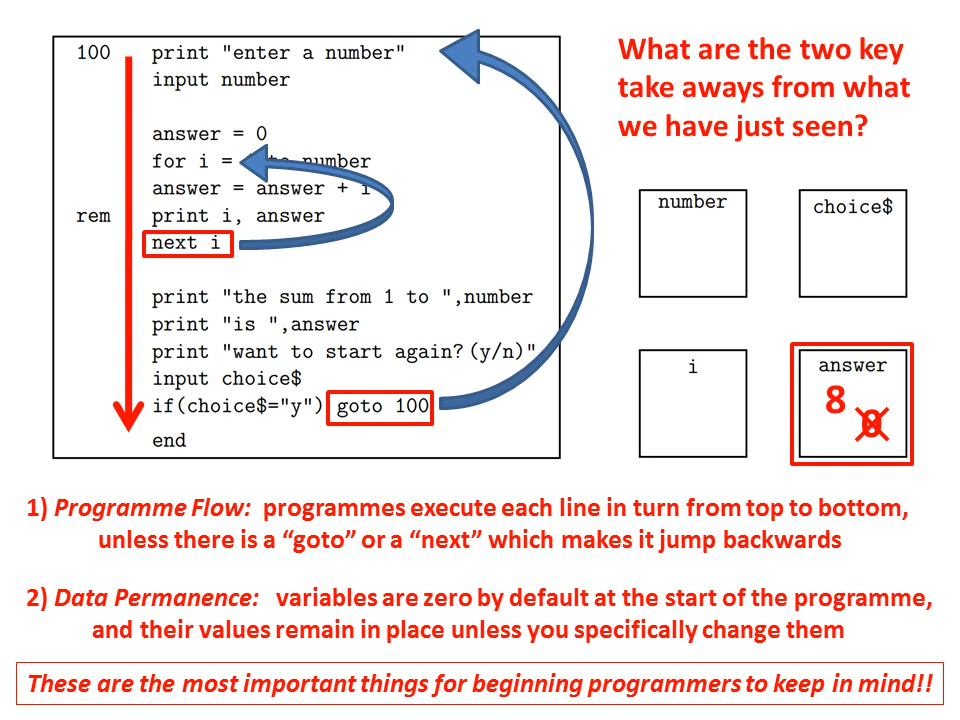 100 print "enter a number"
input number
answer = 0
for i = to number
answer = answer + i
rem print i, answer
next i
print "the sum from 1 to ",number
print "is ",answer
print "want to start again?(y/n)"
input choice$
if(choice$="y") goto 100
end
What are the two key
take aways from what
we have just seen?
number
choice$
i
answer
8
0
1) Programme Flow: programmes execute each line in turn from top to bottom,
unless there is a “goto” or a “next” which makes it jump backwards
2) Data Permanence: variables are zero by default at the start of the programme,
and their values remain in place unless you specifically change them
These are the most important things for beginning programmers to keep in mind!!